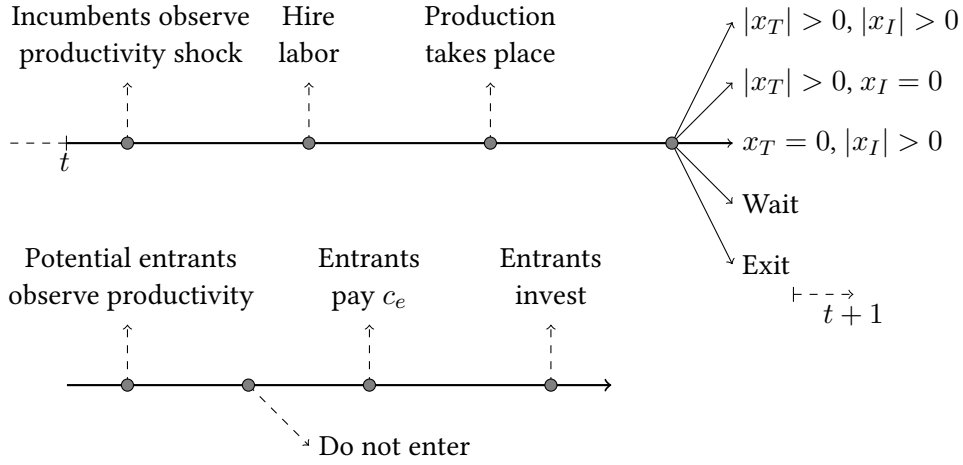 Incumbents observe
productivity shock
Hire
labor
Production
takes place
|x_T| > 0, |x_I| > 0
|x_T| > 0, x_I = 0
x_T = 0, |x_I| > 0
Wait
Exit
t
t + 1
Potential entrants
observe productivity
Entrants
pay c_e
Entrants
invest
Do not enter